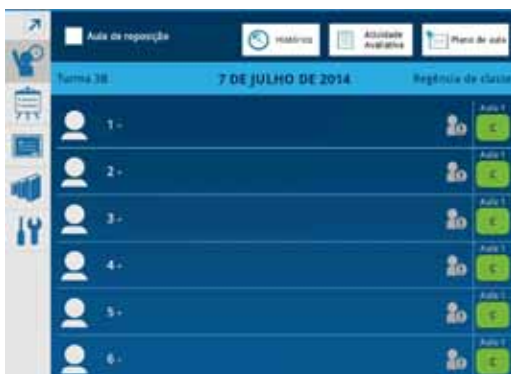 Aula de reposição
Histórico
Atividade Avaliativa
Plano de aula
Turma 3B 7 DE JULHO DE 2014 Regência de classe
1 - Aula 1 C
2 - Aula 1 C
3 - Aula 1 C
4 - Aula 1 C
5 - Aula 1 C
6 - Aula 1 C